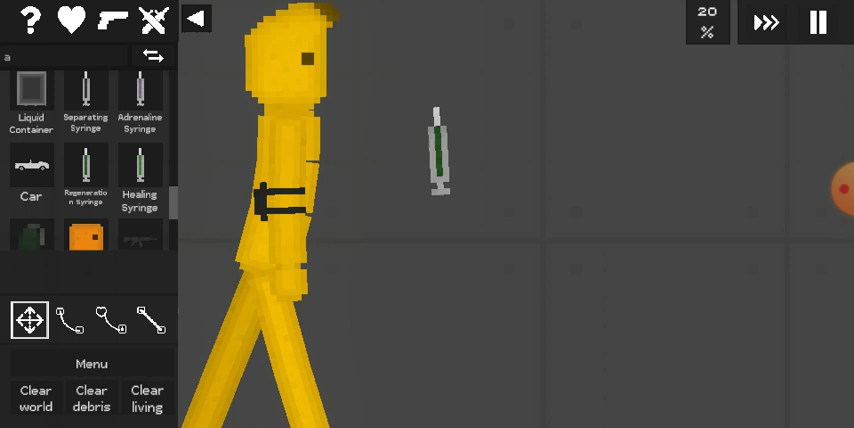 ?
20
%
a
Liquid
Container
Separating
Syringe
Adrenaline
Syringe
Car
Regeneratio
n Syringe
Healing
Syringe
Menu
Clear
world
Clear
debris
Clear
living